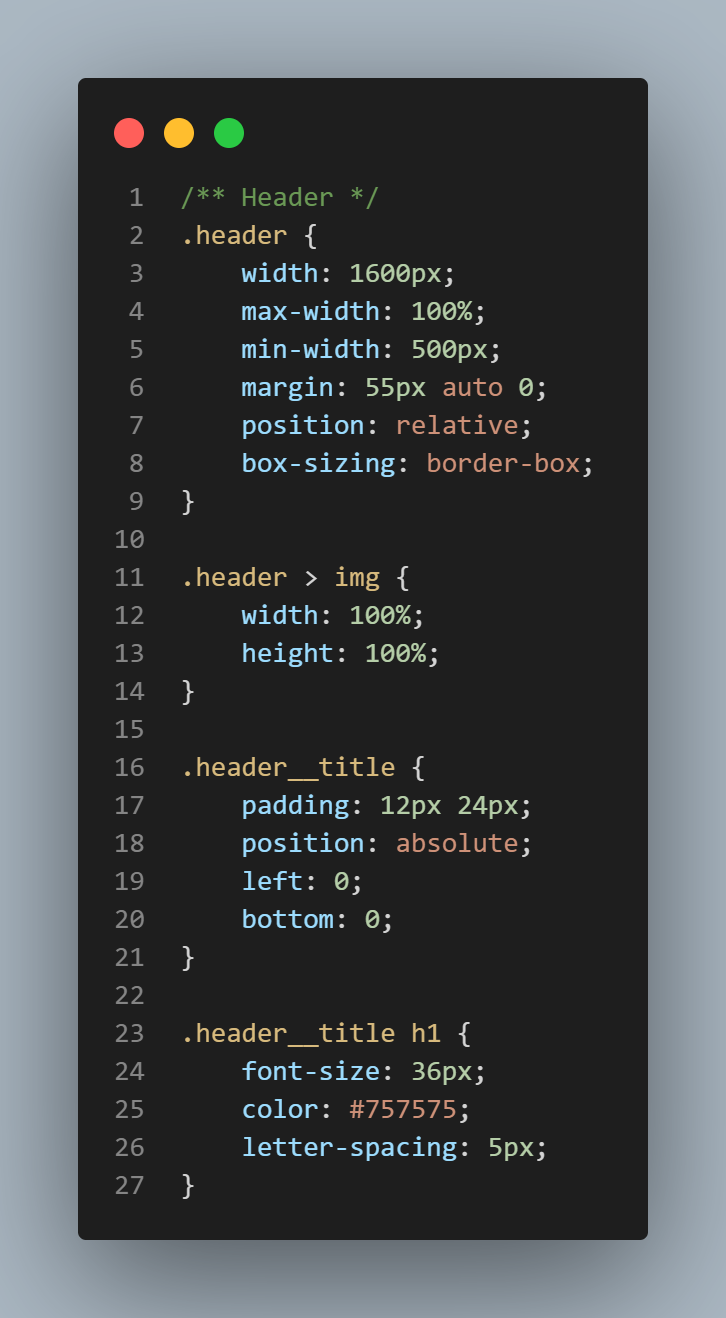 1 /** Header */
2 .header {
3     width: 1600px;
4     max-width: 100%;
5     min-width: 500px;
6     margin: 55px auto 0;
7     position: relative;
8     box-sizing: border-box;
9 }
10
11 .header > img {
12     width: 100%;
13     height: 100%;
14 }
15
16 .header__title {
17     padding: 12px 24px;
18     position: absolute;
19     left: 0;
20     bottom: 0;
21 }
22
23 .header__title h1 {
24     font-size: 36px;
25     color: #757575;
26     letter-spacing: 5px;
27 }